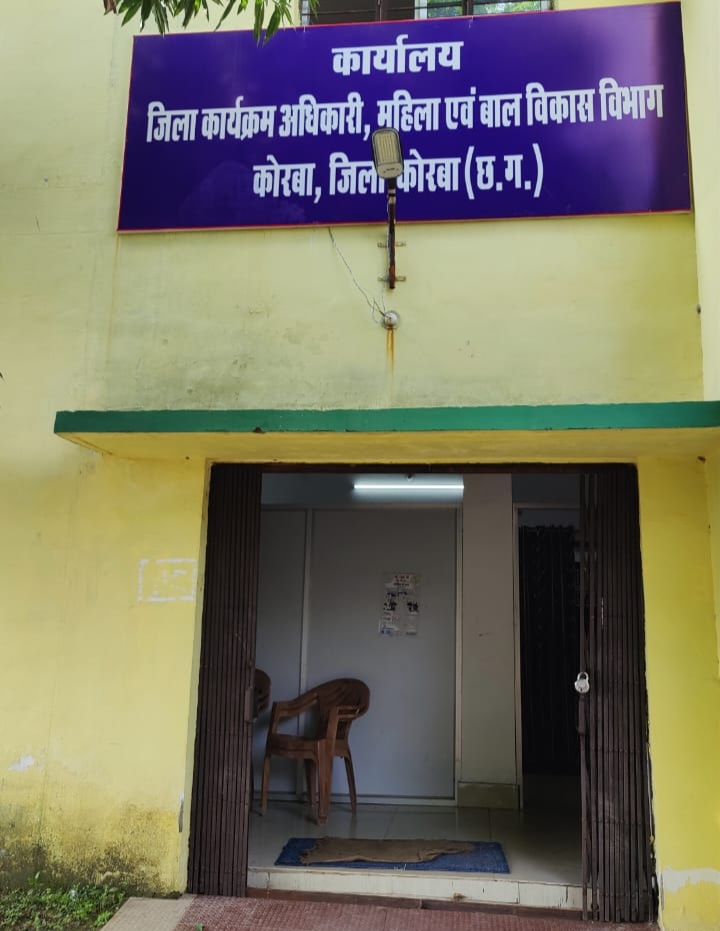 कार्यालय
जिला कार्यक्रम अधिकारी, महिला एवं बाल विकास विभाग
कोरबा, जिला कोरबा (छ.ग.)